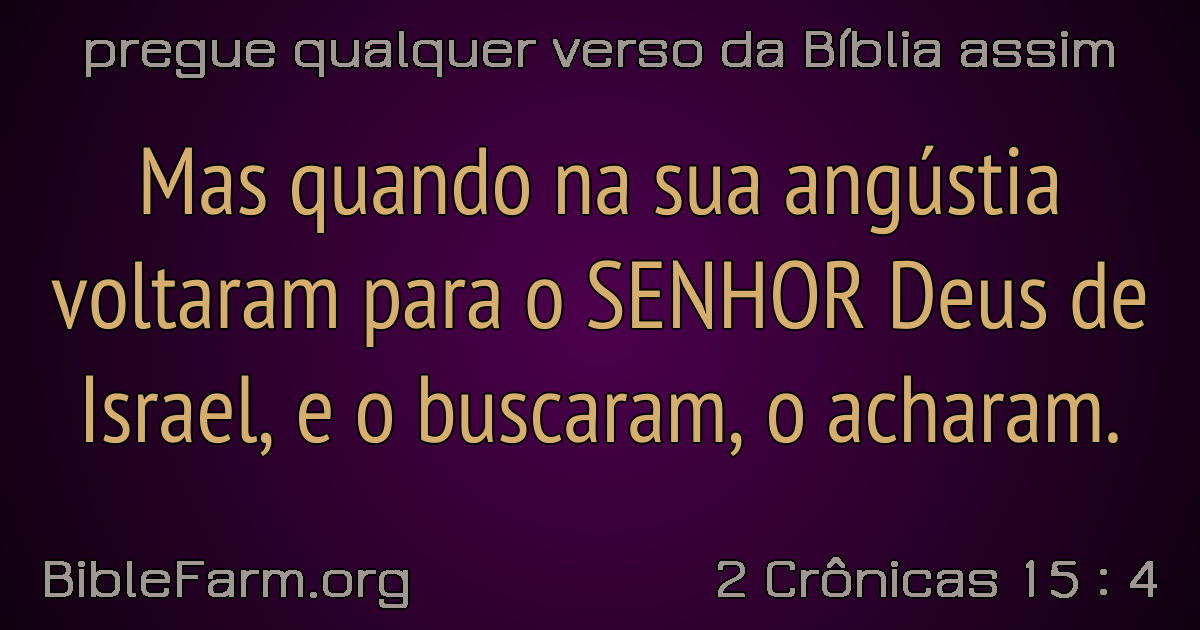 pregue qualquer verso da Bíblia assim
Mas quando na sua angústia
voltaram para o SENHOR Deus de
Israel, e o buscaram, o acharam.
BibleFarm.org
2 Crônicas 15 : 4